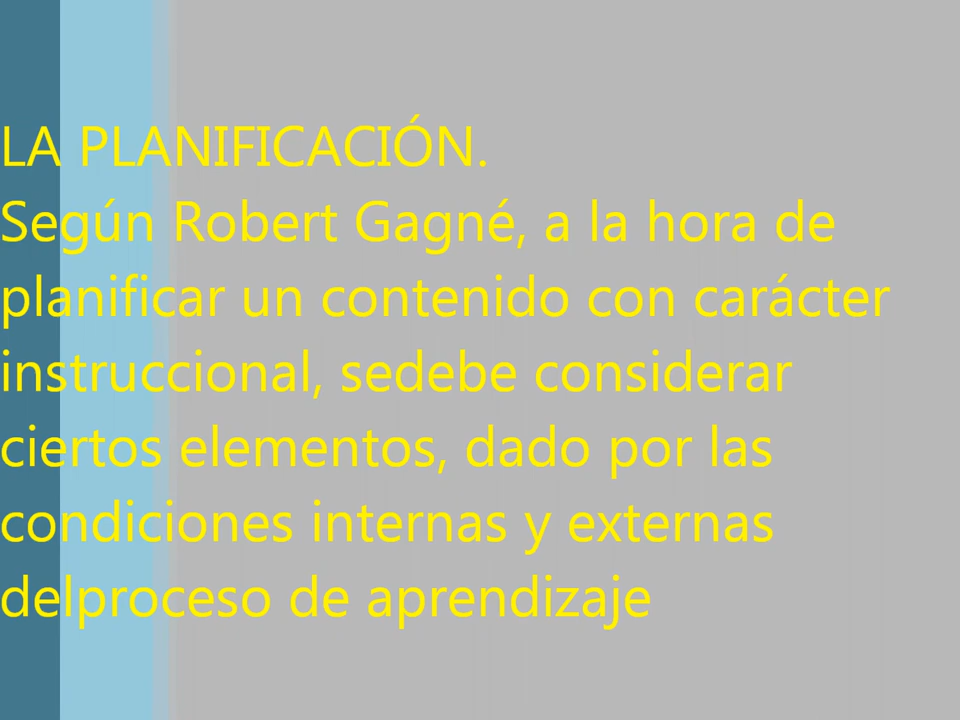 LA PLANIFICACIÓN.
Según Robert Gagné, a la hora de
planificar un contenido con carácter
instruccional, sedebe considerar
ciertos elementos, dado por las
condiciones internas y externas
delproceso de aprendizaje